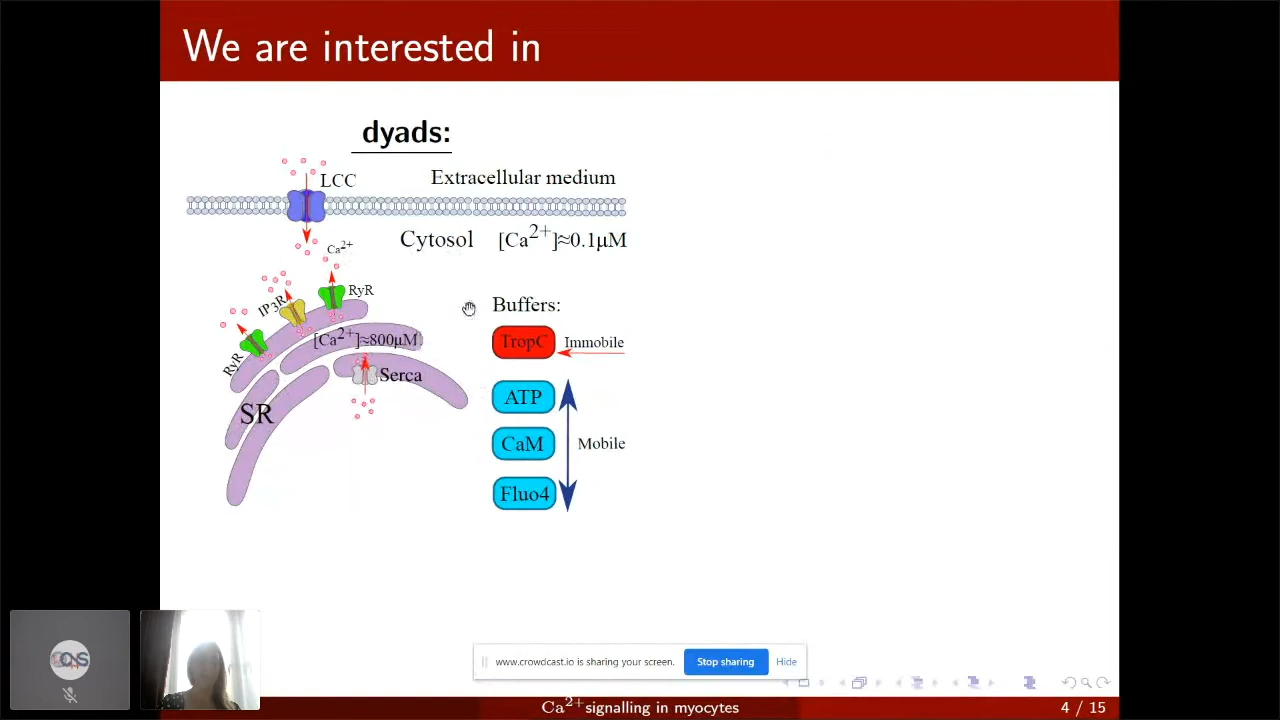 We are interested in
dyads:
LCC
Extracellular medium
Cytosol [Ca2+]≈0.1μM
Ca2+
RyR
IP3R
RyR
[Ca2+]≈800μM
Serca
SR
Buffers:
TropC
Immobile
ATP
CaM
Mobile
Fluo4
www.crowdcast.io is sharing your screen.
Stop sharing
Hide
Ca2+signalling in myocytes
4 / 15